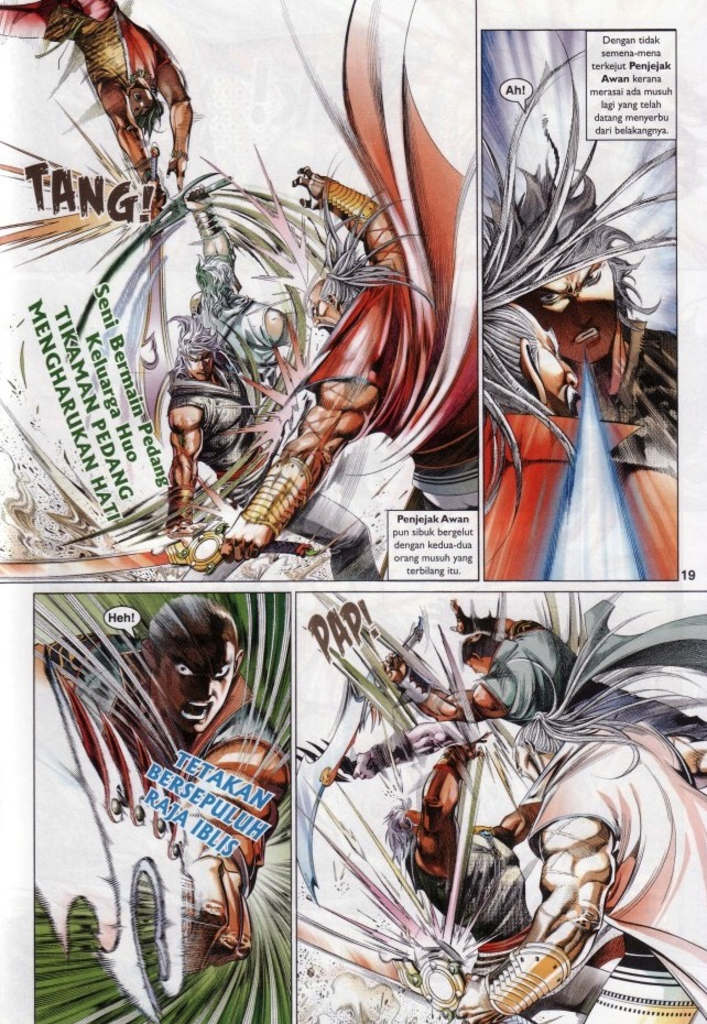 TANG!
Seni Bermain Pedang
Keluarga Huo
TIKAMAN PEDANG
MENGHARUKAN HATI
Penjejak Awan
pun sibuk bergelut
dengan kedua-dua
orang musuh yang
terbilang itu.
Ah!
Dengan tidak
semena-mena
terkejut Penjejak
Awan kerana
merasai ada musuh
lagi yang telah
datang menyerbu
dari belakangnya.
19
Heh!
TETAKAN
BERSEPULUH
RAJA IBLIS
PAP!